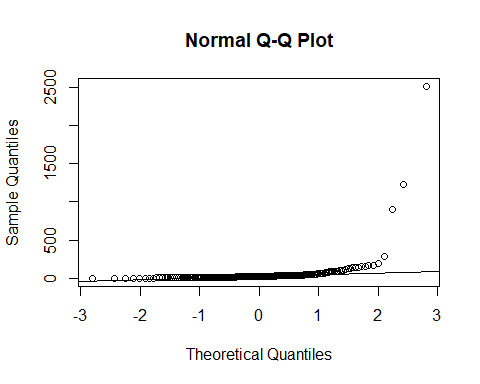 Normal Q-Q Plot
Sample Quantiles
2500
1500
500
0
-3 -2 -1 0 1 2 3
Theoretical Quantiles